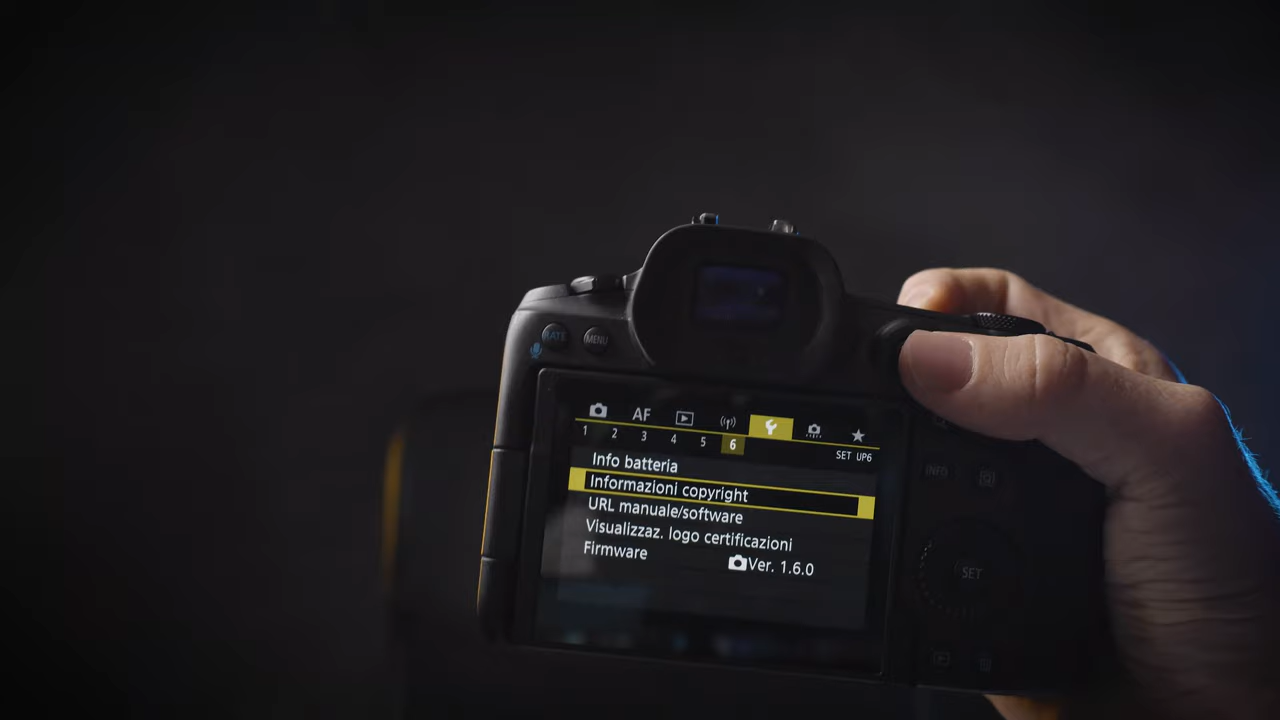 RATE MENU
AF
1 2 3 4 5 6
SET UP6
Info batteria
Informazioni copyright
URL manuale/software
Visualizzaz. logo certificazioni
Firmware Ver. 1.6.0
INFO
SET